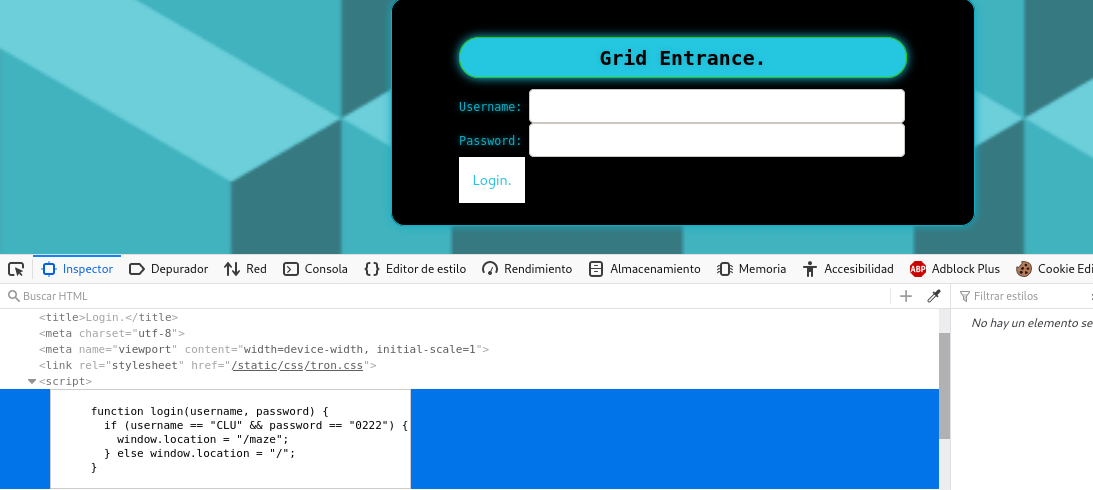 Grid Entrance.
Username:
Password:
Login.
Inspector Depurador Red Consola Editor de estilo Rendimiento Almacenamiento Memoria Accesibilidad ABP Adblock Plus Cookie Edi
Buscar HTML Filtrar estilos
<title>Login.</title> No hay un elemento se
<meta charset="utf-8">
<meta name="viewport" content="width=device-width, initial-scale=1">
<link rel="stylesheet" href="/static/css/tron.css">
<script>
function login(username, password) {
if (username == "CLU" && password == "0222") {
window.location = "/maze";
} else window.location = "/";
}